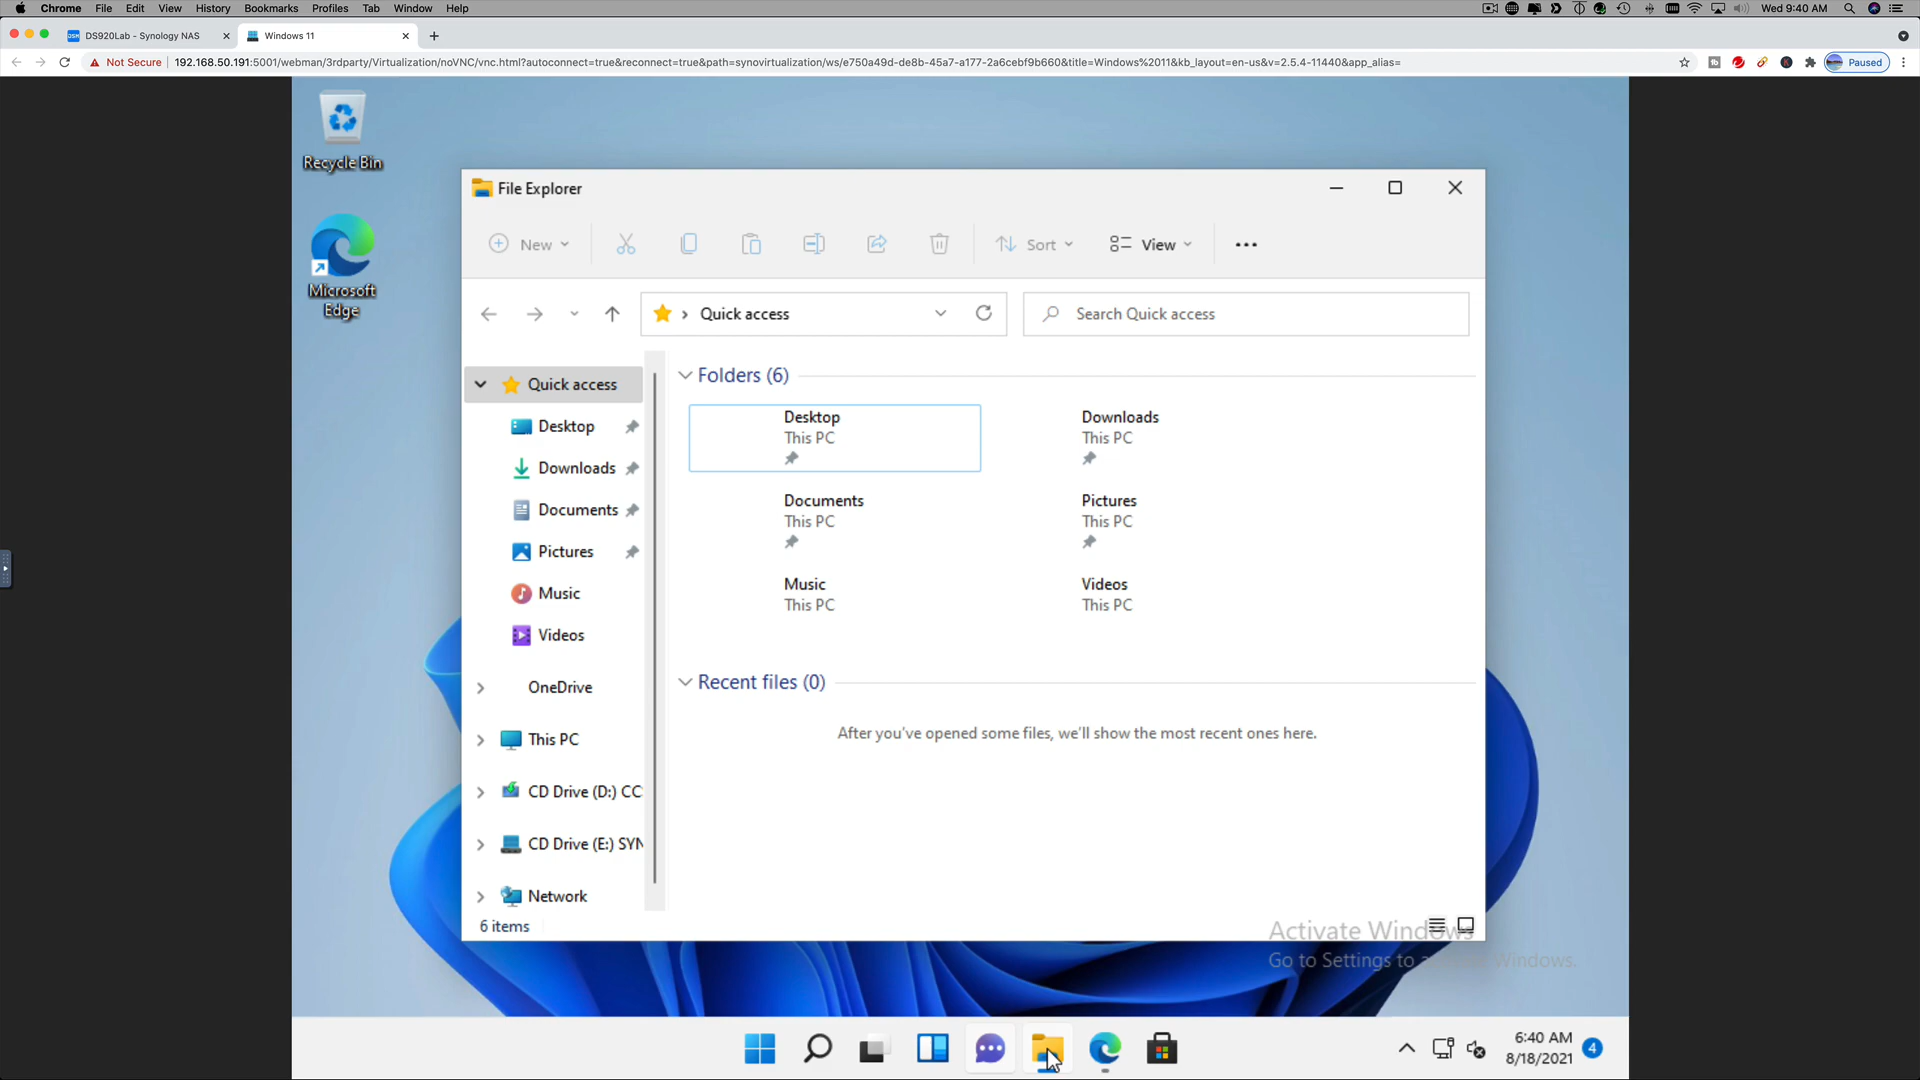 Chrome File Edit View History Bookmarks Profiles Tab Window Help Wed 9:40 AM
DS920Lab - Synology NAS Windows 11
Not Secure 192.168.50.191:5001/webman/3rdparty/Virtualization/noVNC/vnc.html?autoconnect=true&reconnect=true&path=synovirtualization/ws/e750a49d-de8b-45a7-a177-2a6cebf9b660&title=Windows%2011&kb_layout=en-us&v=2.5.4-11440&app_alias= Paused
Recycle Bin
Microsoft
Edge
File Explorer
New Sort View
Quick access Search Quick access
Quick access
Desktop
Downloads
Documents
Pictures
Music
Videos
OneDrive
This PC
CD Drive (D:) CC
CD Drive (E:) SYN
Network
Folders (6)
Desktop
This PC
Downloads
This PC
Documents
This PC
Pictures
This PC
Music
This PC
Videos
This PC
Recent files (0)
After you've opened some files, we'll show the most recent ones here.
6 items
Activate Windows
Go to Settings to a Windows.
6:40 AM
8/18/2021 4